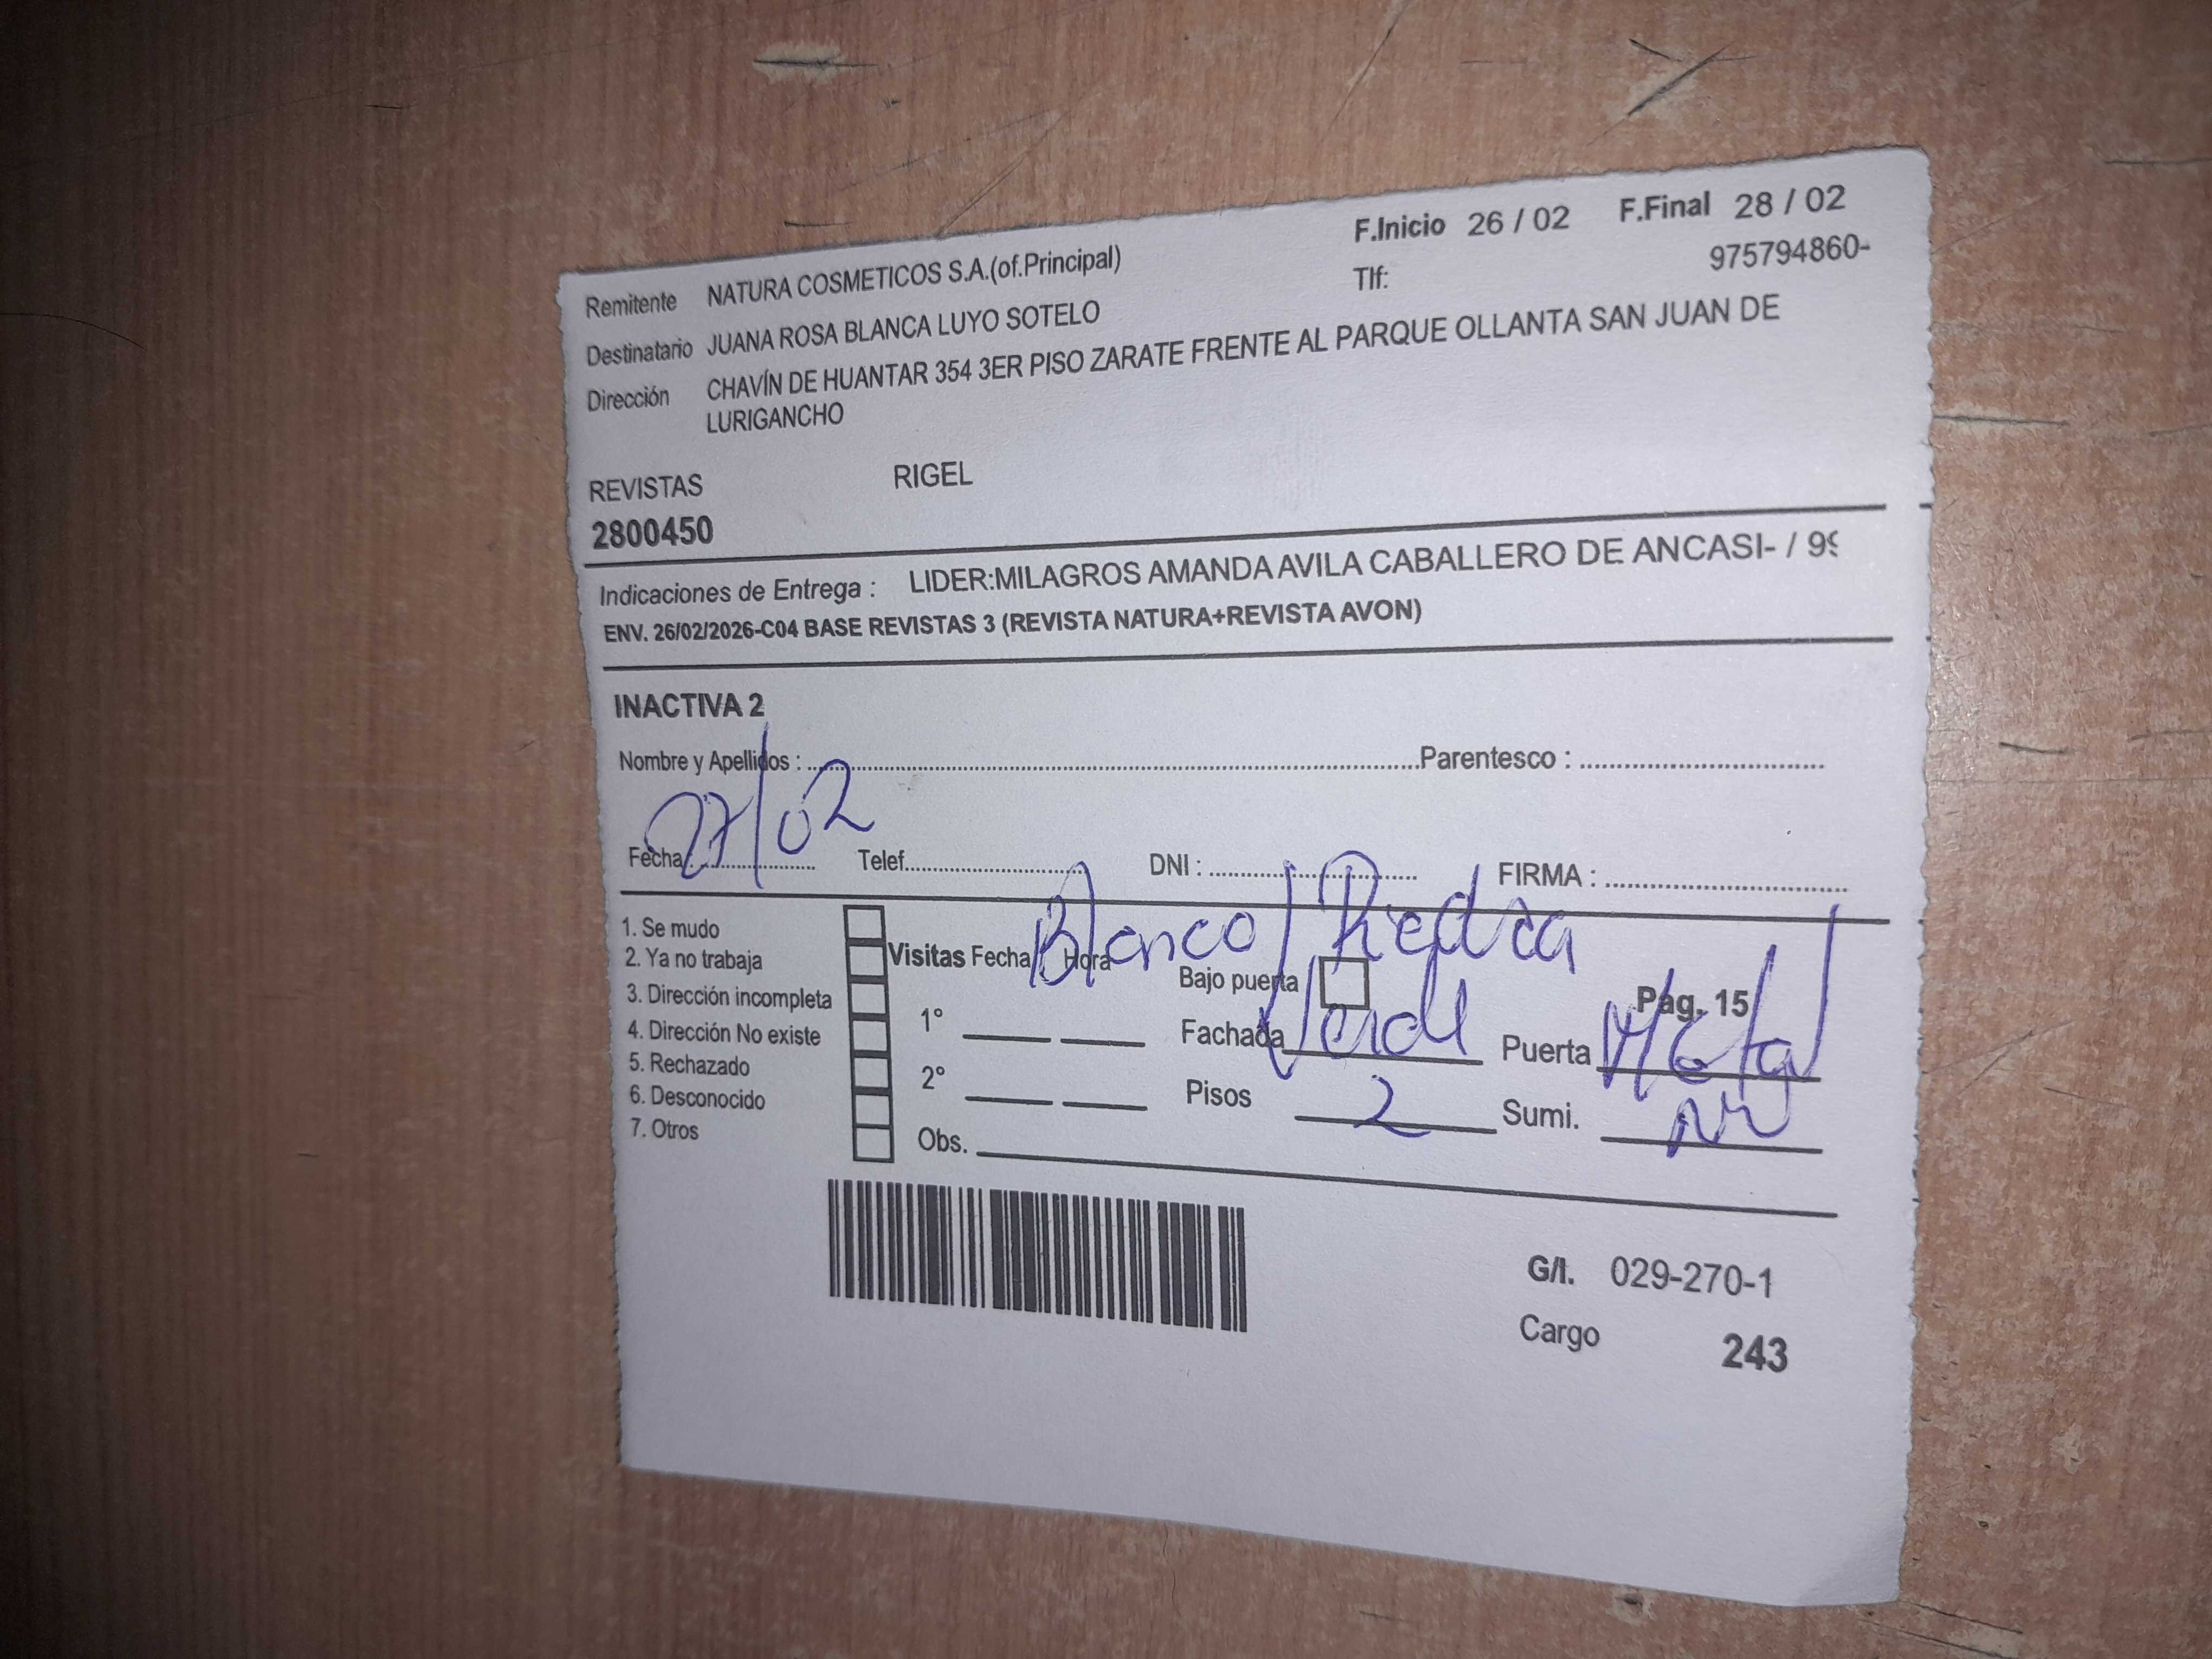 F.Inicio 26 / 02 F.Final 28 / 02
Remitente NATURA COSMETICOS S.A.(of.Principal) Tlf: 975794860-
Destinatario JUANA ROSA BLANCA LUYO SOTELO
Dirección CHAVÍN DE HUANTAR 354 3ER PISO ZARATE FRENTE AL PARQUE OLLANTA SAN JUAN DE
LURIGANCHO
REVISTAS RIGEL
2800450
Indicaciones de Entrega : LIDER:MILAGROS AMANDA AVILA CABALLERO DE ANCASI- / 99
ENV. 26/02/2026-C04 BASE REVISTAS 3 (REVISTA NATURA+REVISTA AVON)
INACTIVA 2
Nombre y Apellidos : Parentesco :
27/02
Fecha Telef. DNI : FIRMA :
Blanco/Piedra
1. Se mudo
2. Ya no trabaja
3. Dirección incompleta
4. Dirección No existe
5. Rechazado
6. Desconocido
7. Otros
Visitas Fecha Hora Bajo puerta Pag. 15
1° Fachada Verde Puerta Metal
2° Pisos 2 Sumi.
Obs.
G/I. 029-270-1
Cargo 243